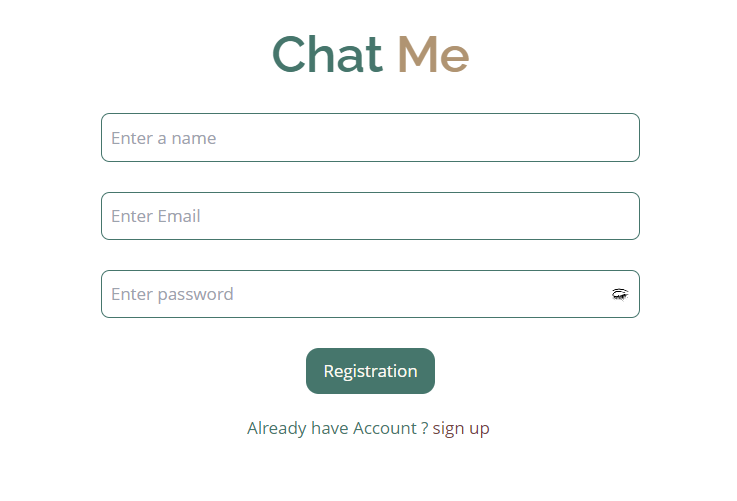 Chat Me
Enter a name
Enter Email
Enter password
Registration
Already have Account ? sign up